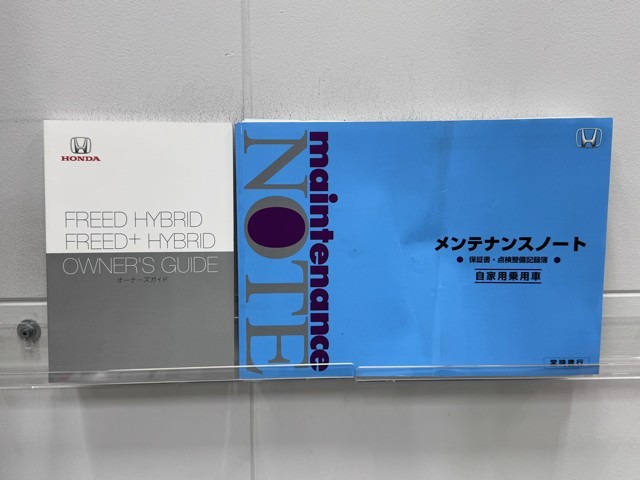 HONDA
FREED HYBRID
FREED+ HYBRID
OWNER'S GUIDE
オーナーズガイド
maintenance
NOTE
メンテナンスノート
● 保証書・点検整備記録簿 ●
自家用乗用車